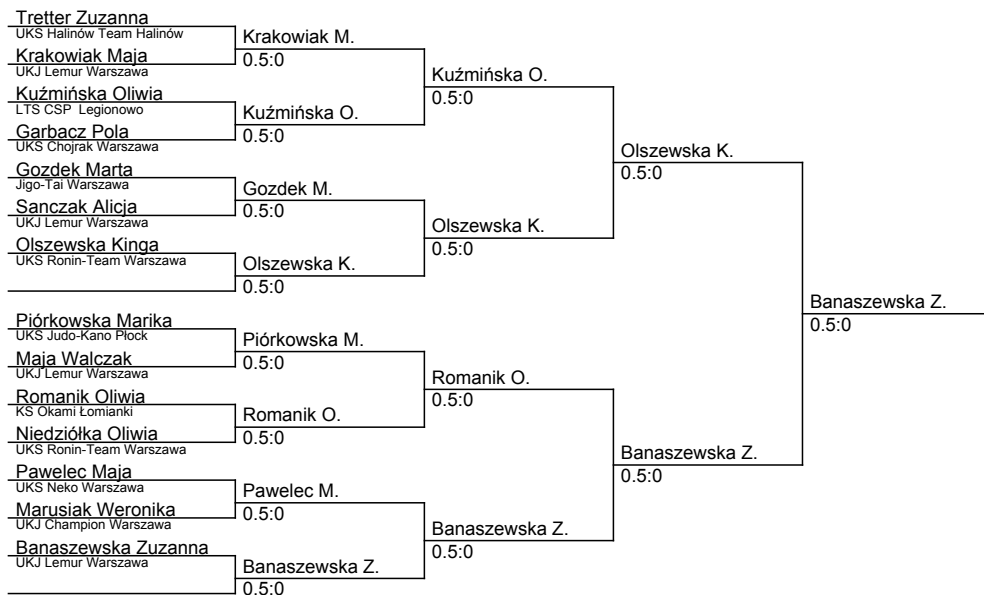 Tretter Zuzanna
UKS Halinów Team Halinów
Krakowiak Maja
UKJ Lemur Warszawa
Kuźmińska Oliwia
LTS CSP Legionowo
Garbacz Pola
UKS Chojrak Warszawa
Gozdek Marta
Jigo-Tai Warszawa
Sanczak Alicja
UKJ Lemur Warszawa
Olszewska Kinga
UKS Ronin-Team Warszawa
Piórkowska Marika
UKS Judo-Kano Płock
Maja Walczak
UKJ Lemur Warszawa
Romanik Oliwia
KS Okami Łomianki
Niedziółka Oliwia
UKS Ronin-Team Warszawa
Pawelec Maja
UKS Neko Warszawa
Marusiak Weronika
UKJ Champion Warszawa
Banaszewska Zuzanna
UKJ Lemur Warszawa
Krakowiak M.
0.5:0
Kuźmińska O.
0.5:0
Gozdek M.
0.5:0
Olszewska K.
0.5:0
Piórkowska M.
0.5:0
Romanik O.
0.5:0
Pawelec M.
0.5:0
Banaszewska Z.
0.5:0
Kuźmińska O.
0.5:0
Olszewska K.
0.5:0
Romanik O.
0.5:0
Banaszewska Z.
0.5:0
Olszewska K.
0.5:0
Banaszewska Z.
0.5:0
Banaszewska Z.
0.5:0